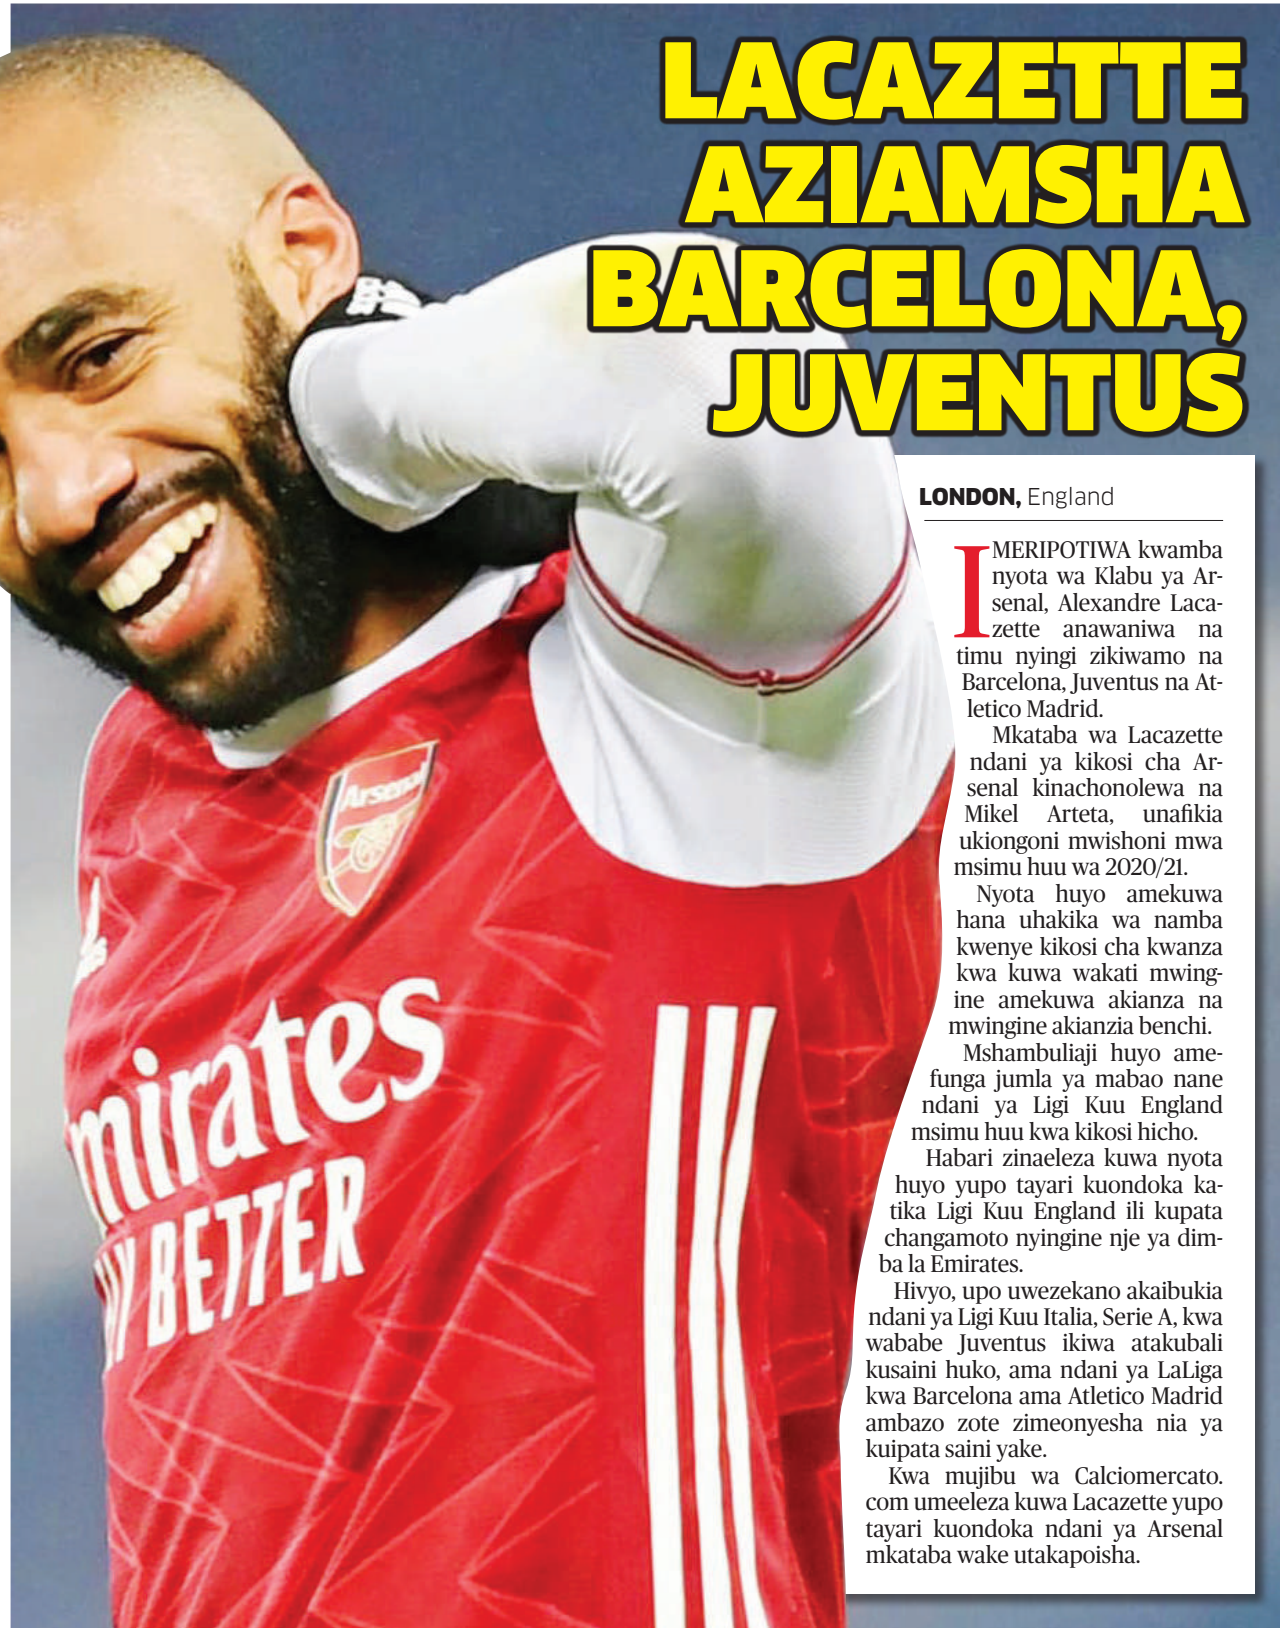 LACAZETTE
AZIAMSHA
BARCELONA,
JUVENTUS
LONDON, England
IMERIPOTIWA kwamba
nyota wa Klabu ya Ar-
senal, Alexandre Laca-
zette anawaniwa na
timu nyingi zikiwamo na
Barcelona, Juventus na At-
letico Madrid.
Mkataba wa Lacazette
ndani ya kikosi cha Ar-
senal kinachonolewa na
Mikel Arteta, unafikia
ukiongoni mwishoni mwa
msimu huu wa 2020/21.
Nyota huyo amekuwa
hana uhakika wa namba
kwenye kikosi cha kwanza
kwa kuwa wakati mwing-
ine amekuwa akianza na
mwingine akianzia benchi.
Mshambuliaji huyo ame-
funga jumla ya mabao nane
ndani ya Ligi Kuu England
msimu huu kwa kikosi hicho.
Habari zinaeleza kuwa nyota
huyo yupo tayari kuondoka ka-
tika Ligi Kuu England ili kupata
changamoto nyingine nje ya dim-
ba la Emirates.
Hivyo, upo uwezekano akaibukia
ndani ya Ligi Kuu Italia, Serie A, kwa
wababe Juventus ikiwa atakubali
kusaini huko, ama ndani ya LaLiga
kwa Barcelona ama Atletico Madrid
ambazo zote zimeonyesha nia ya
kuipata saini yake.
Kwa mujibu wa Calciomercato.
com umeeleza kuwa Lacazette yupo
tayari kuondoka ndani ya Arsenal
mkataba wake utakapoisha.
Arsenal
mirates
BETTER